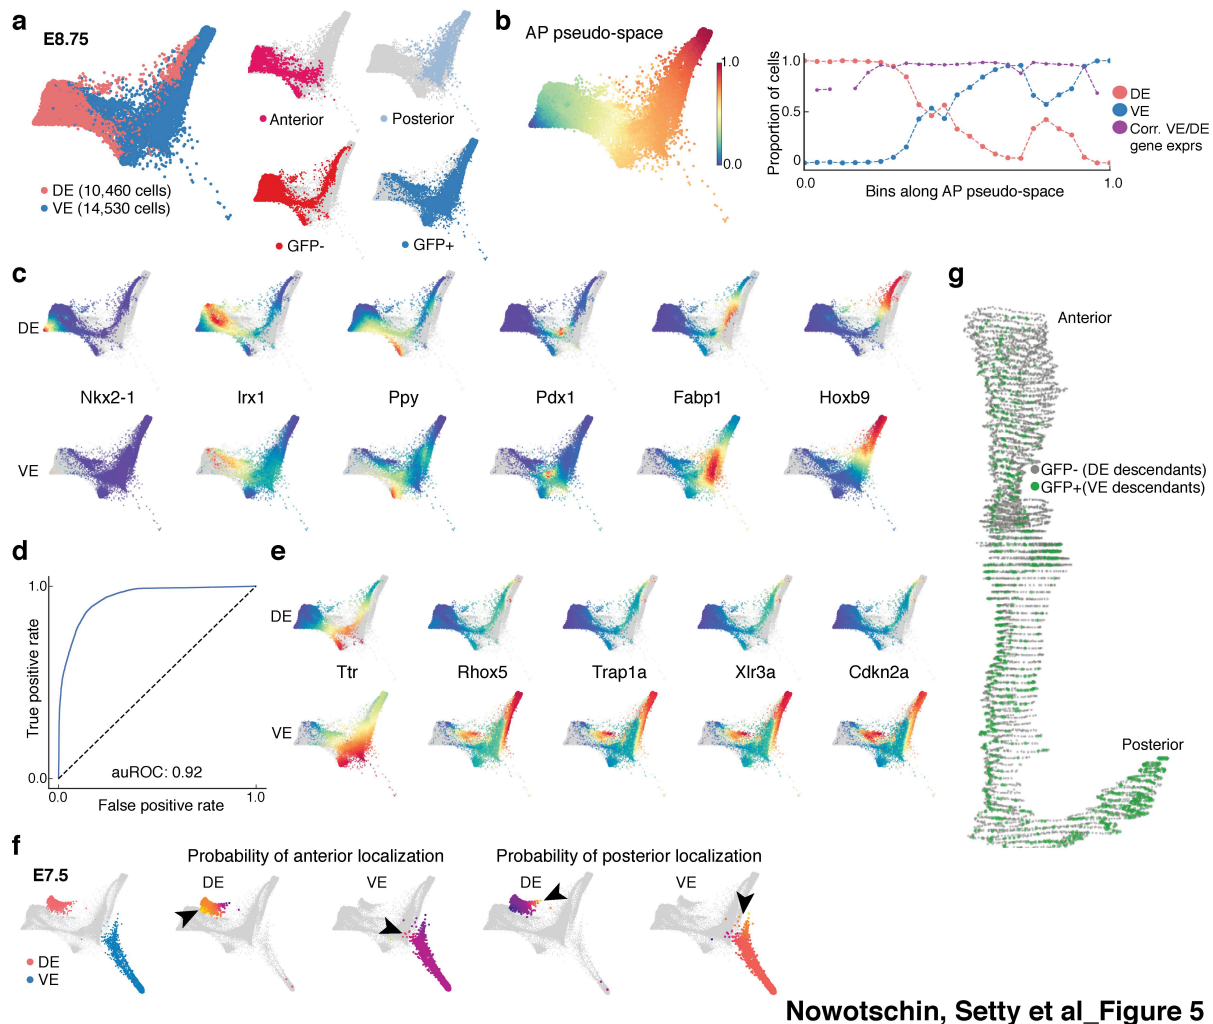 a
E8.75
DE (10,460 cells)
VE (14,530 cells)
Anterior
Posterior
GFP-
GFP+
b
AP pseudo-space
1.0
0.0
Proportion of cells
1.0
0.5
0
0.0
1.0
Bins along AP pseudo-space
DE
VE
Corr. VE/DE
gene exprs
c
DE
Nkx2-1
Irx1
Ppy
Pdx1
Fabp1
Hoxb9
VE
d
True positive rate
1.0
0.0
auROC: 0.92
0.0
1.0
False positive rate
e
DE
Ttr
Rhox5
Trap1a
Xlr3a
Cdkn2a
VE
f
E7.5
DE
VE
Probability of anterior localization
DE
VE
Probability of posterior localization
DE
VE
g
Anterior
GFP- (DE descendants)
GFP+(VE descendants)
Posterior
Nowotschin, Setty et al_Figure 5